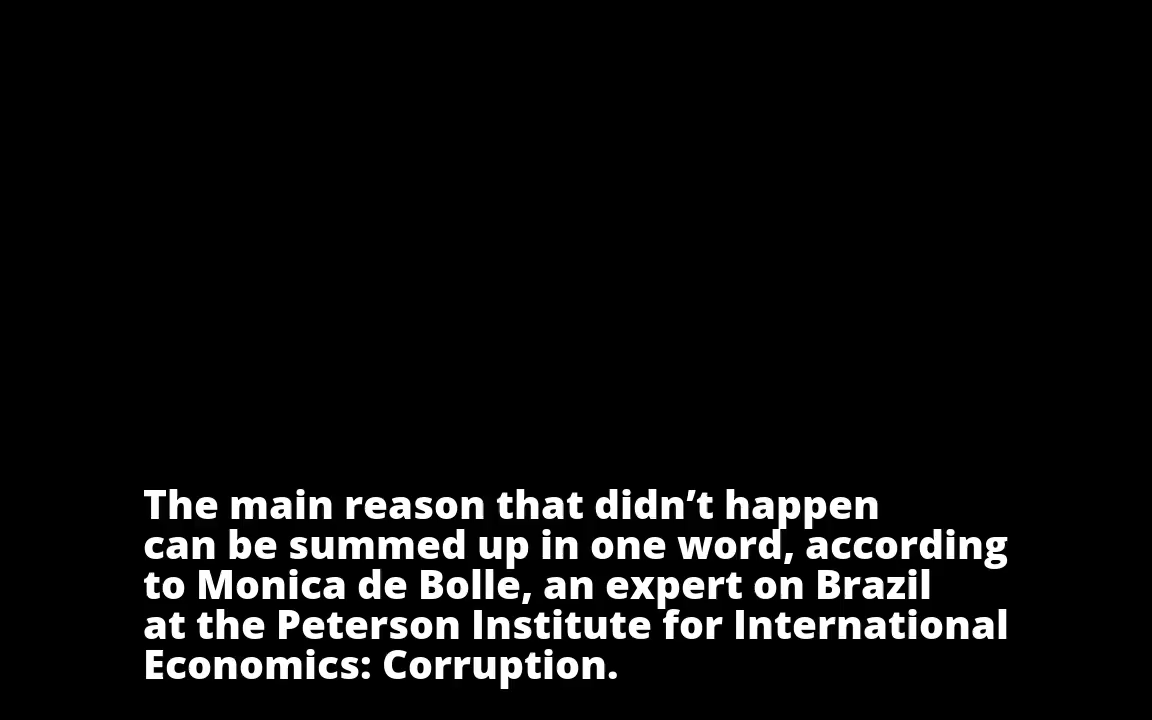 The main reason that didn’t happen
can be summed up in one word, according
to Monica de Bolle, an expert on Brazil
at the Peterson Institute for International
Economics: Corruption.